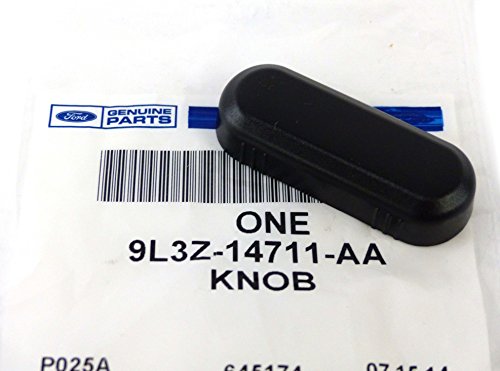 Ford
GENUINE
PARTS
ONE
9L3Z-14711-AA
KNOB
P025A 645174 07.15.14